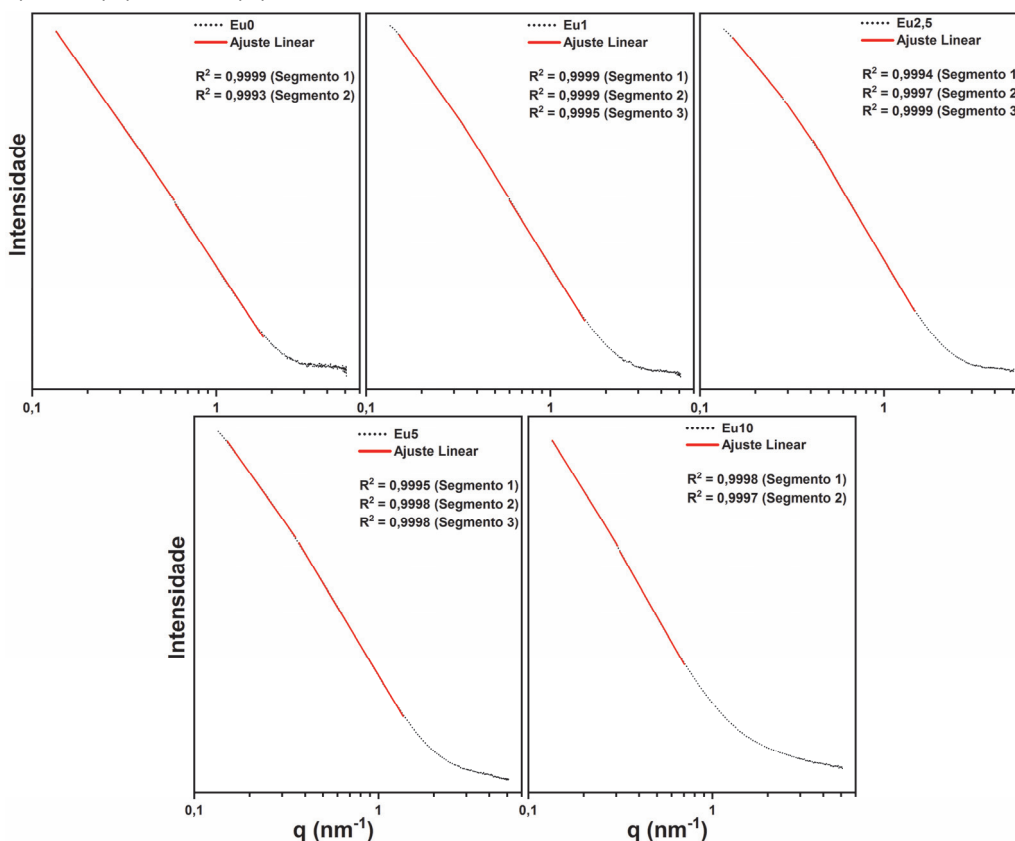 Eu0
Ajuste Linear
R² = 0,9999 (Segmento 1)
R² = 0,9993 (Segmento 2)
Intensidade
0,1
1
Eu1
Ajuste Linear
R² = 0,9999 (Segmento 1)
R² = 0,9999 (Segmento 2)
R² = 0,9995 (Segmento 3)
0,1
1
Eu2,5
Ajuste Linear
R² = 0,9994 (Segmento 1)
R² = 0,9997 (Segmento 2)
R² = 0,9999 (Segmento 3)
0,1
1
Eu5
Ajuste Linear
R² = 0,9995 (Segmento 1)
R² = 0,9998 (Segmento 2)
R² = 0,9998 (Segmento 3)
Intensidade
0,1
1
q (nm⁻¹)
Eu10
Ajuste Linear
R² = 0,9998 (Segmento 1)
R² = 0,9997 (Segmento 2)
0,1
1
q (nm⁻¹)